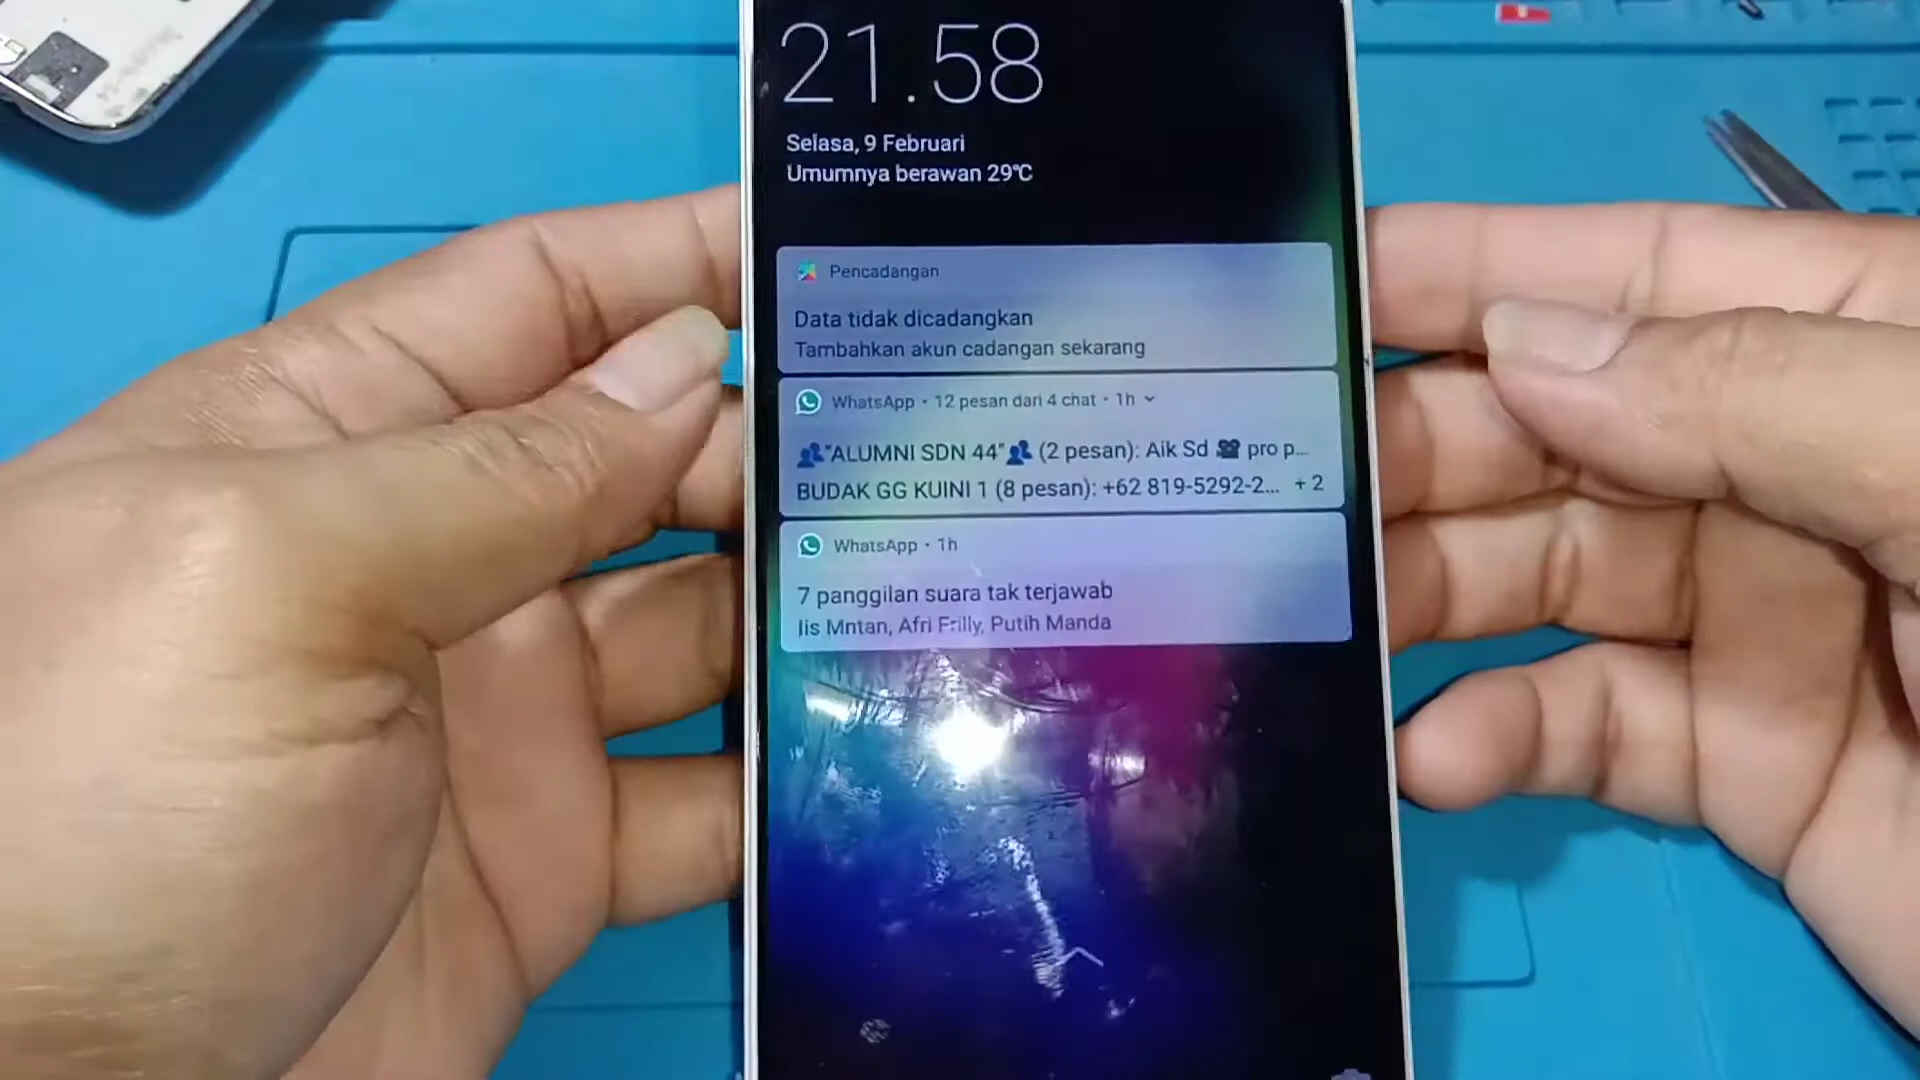 21.58
Selasa, 9 Februari
Umumnya berawan 29°C
Pencadangan
Data tidak dicadangkan
Tambahkan akun cadangan sekarang
WhatsApp • 12 pesan dari 4 chat • 1h
👥"ALUMNI SDN 44"👥 (2 pesan): Aik Sd 🎥 pro p...
BUDAK GG KUINI 1 (8 pesan): +62 819-5292-2... + 2
WhatsApp • 1h
7 panggilan suara tak terjawab
Iis Mntan, Afri Frilly, Putih Manda